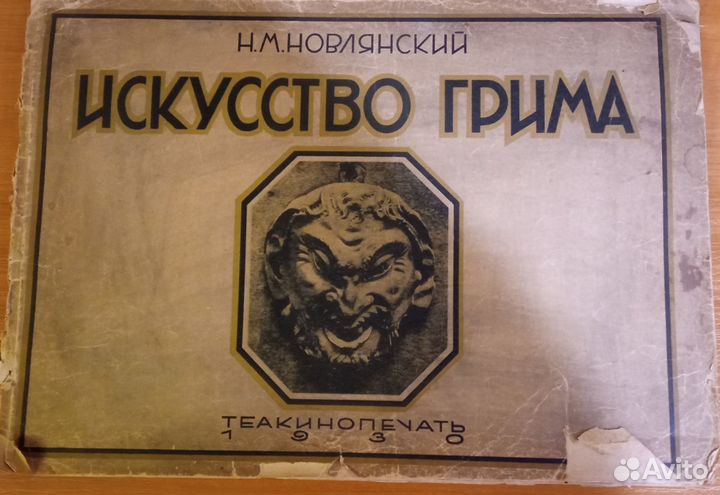 Н.М.НОВЛЯНСКИЙ
ИСКУССТВО ГРИМА
ТЕАКИНОПЕЧАТЬ
1930
Avito